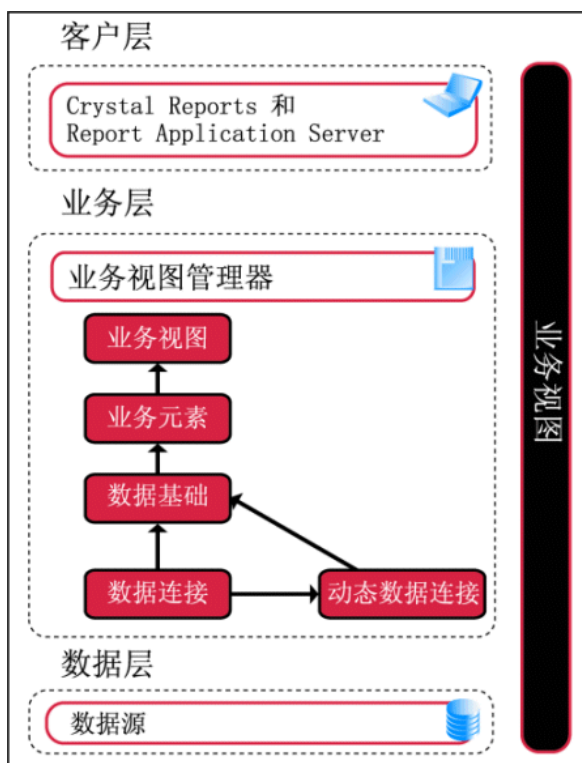 客户层
Crystal Reports 和
Report Application Server
业务层
业务视图管理器
业务视图
业务元素
数据基础
数据连接
动态数据连接
数据层
数据源
业务视图